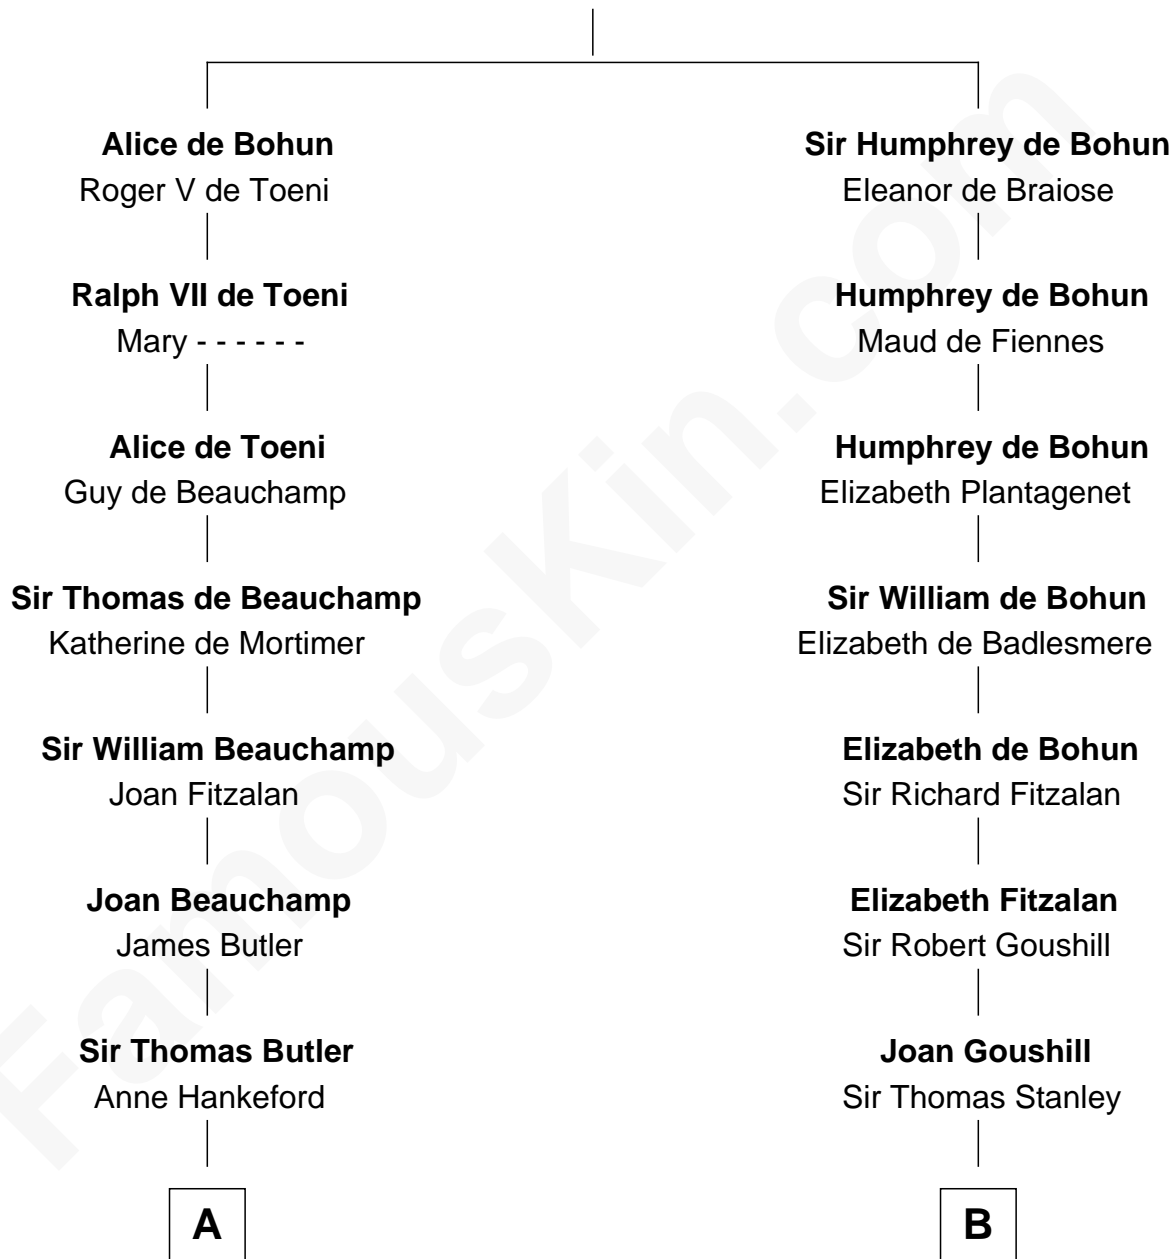 Alice de Bohun
Roger V de Toeni
Ralph VII de Toeni
Mary - - - - - -
Alice de Toeni
Guy de Beauchamp
Sir Thomas de Beauchamp
Katherine de Mortimer
Sir William Beauchamp
Joan Fitzalan
Joan Beauchamp
James Butler
Sir Thomas Butler
Anne Hankeford
A
Sir Humphrey de Bohun
Eleanor de Braiose
Humphrey de Bohun
Maud de Fiennes
Humphrey de Bohun
Elizabeth Plantagenet
Sir William de Bohun
Elizabeth de Badlesmere
Elizabeth de Bohun
Sir Richard Fitzalan
Elizabeth Fitzalan
Sir Robert Goushill
Joan Goushill
Sir Thomas Stanley
B
FamousKin.com